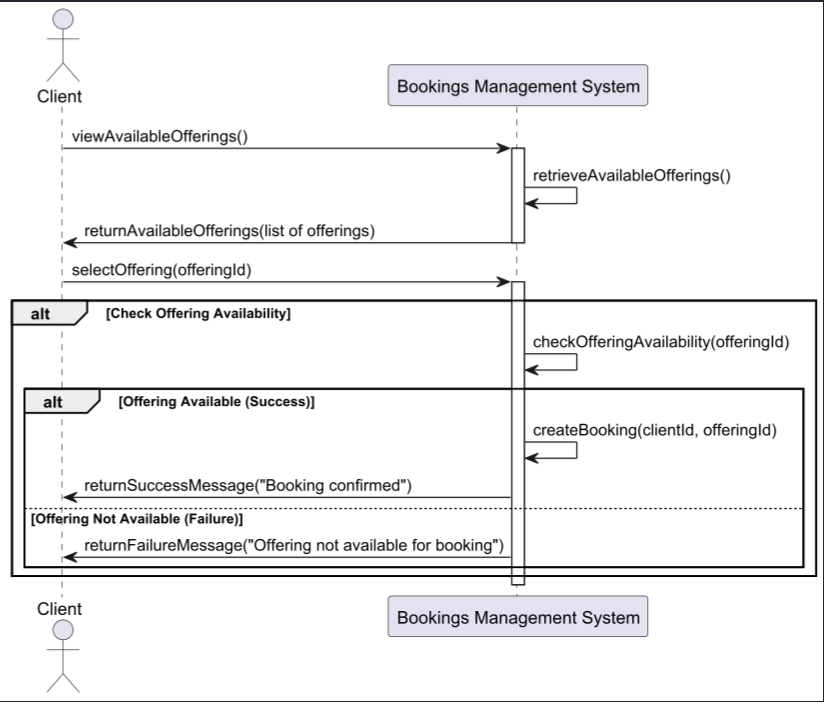 Client
Bookings Management System
viewAvailableOfferings()
retrieveAvailableOfferings()
returnAvailableOfferings(list of offerings)
selectOffering(offeringId)
alt [Check Offering Availability]
checkOfferingAvailability(offeringId)
alt [Offering Available (Success)]
createBooking(clientId, offeringId)
returnSuccessMessage("Booking confirmed")
[Offering Not Available (Failure)]
returnFailureMessage("Offering not available for booking")
Client
Bookings Management System